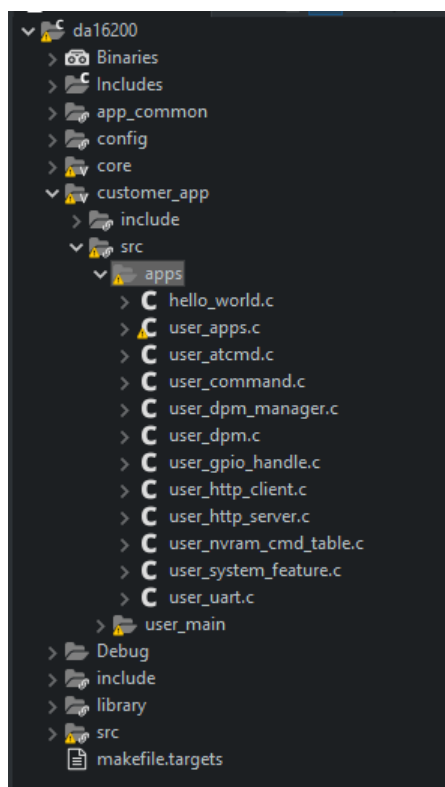 da16200
Binaries
Includes
app_common
config
core
customer_app
include
src
apps
hello_world.c
user_apps.c
user_atcmd.c
user_command.c
user_dpm_manager.c
user_dpm.c
user_gpio_handle.c
user_http_client.c
user_http_server.c
user_nvram_cmd_table.c
user_system_feature.c
user_uart.c
user_main
Debug
include
library
src
makefile.targets